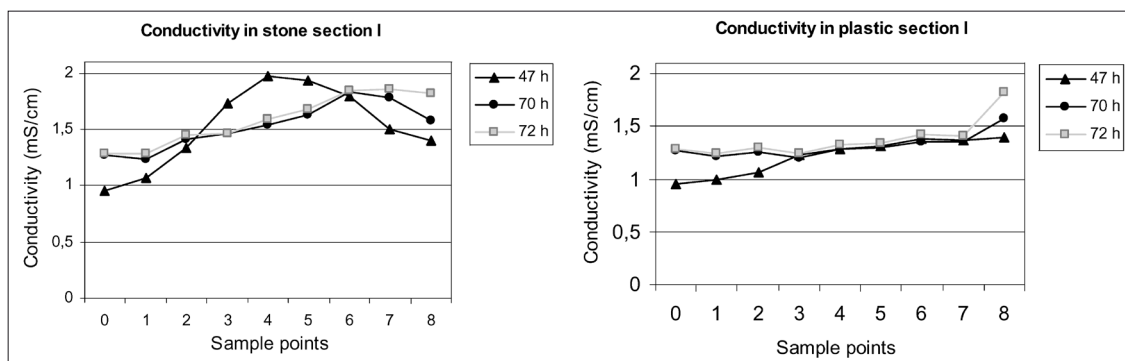 Conductivity in stone section I
Conductivity (mS/cm)
2
1,5
1
0,5
0
0 1 2 3 4 5 6 7 8
Sample points
47 h
70 h
72 h
Conductivity in plastic section I
Conductivity (mS/cm)
2
1,5
1
0,5
0
0 1 2 3 4 5 6 7 8
Sample points
47 h
70 h
72 h